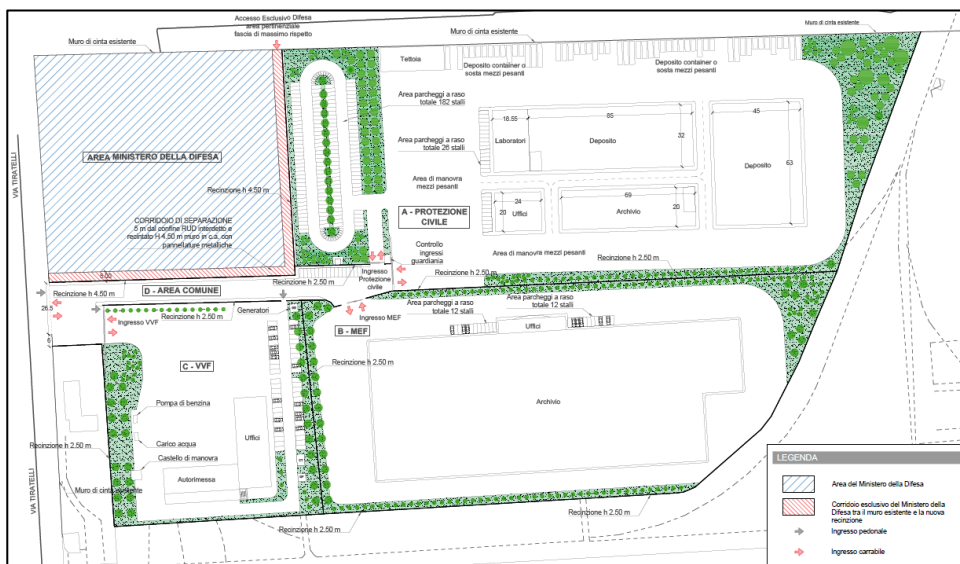 Accesso Esclusivo Difesa
area pertinenziale
fascia di massimo rispetto
Muro di cinta esistente
Muro di cinta esistente
Muro di cinta esistente
Tettoia
Deposito container o
sosta mezzi pesanti
Deposito container o
sosta mezzi pesanti
Area parcheggi a raso
totale 182 stalli
Area parcheggi a raso
totale 26 stalli
18.55
85
32
45
63
Laboratori
Deposito
Deposito
AREA MINISTERO DELLA DIFESA
VIA TIRATELLI
Recinzione H 4.50 m
Area di manovra
mezzi pesanti
24
20
Uffici
69
20
Archivio
A - PROTEZIONE
CIVILE
CORRIDOIO DI SEPARAZIONE
5 m dal confine RUD interdetto e
recintato H 4.50 m muro in c.a. con
pannellature metalliche
Controllo
ingressi
guardiania
Area di manovra mezzi pesanti
Recinzione h 2.50 m
Ingresso
Protezione
civile
Recinzione h 2.50 m
Recinzione h 2.50 m
Recinzione h 4.50 m
D - AREA COMUNE
26.5
Ingresso VVF
Recinzione h 2.50 m
Generatori
Ingresso MEF
B - MEF
Area parcheggi a raso
totale 12 stalli
Area parcheggi a raso
totale 12 stalli
Uffici
C - VVF
Recinzione h 2.50 m
Archivio
Pompa di benzina
Carico acqua
Castello di manovra
Uffici
Autorimessa
Recinzione h 2.50 m
Muro di cinta esistente
VIA TIRATELLI
Recinzione h 2.50 m
Recinzione h 2.50 m
LEGENDA
Area del Ministero della Difesa
Corridoio esclusivo del Ministero della
Difesa tra il muro esistente e la nuova
recinzione
Ingresso pedonale
Ingresso carrabile